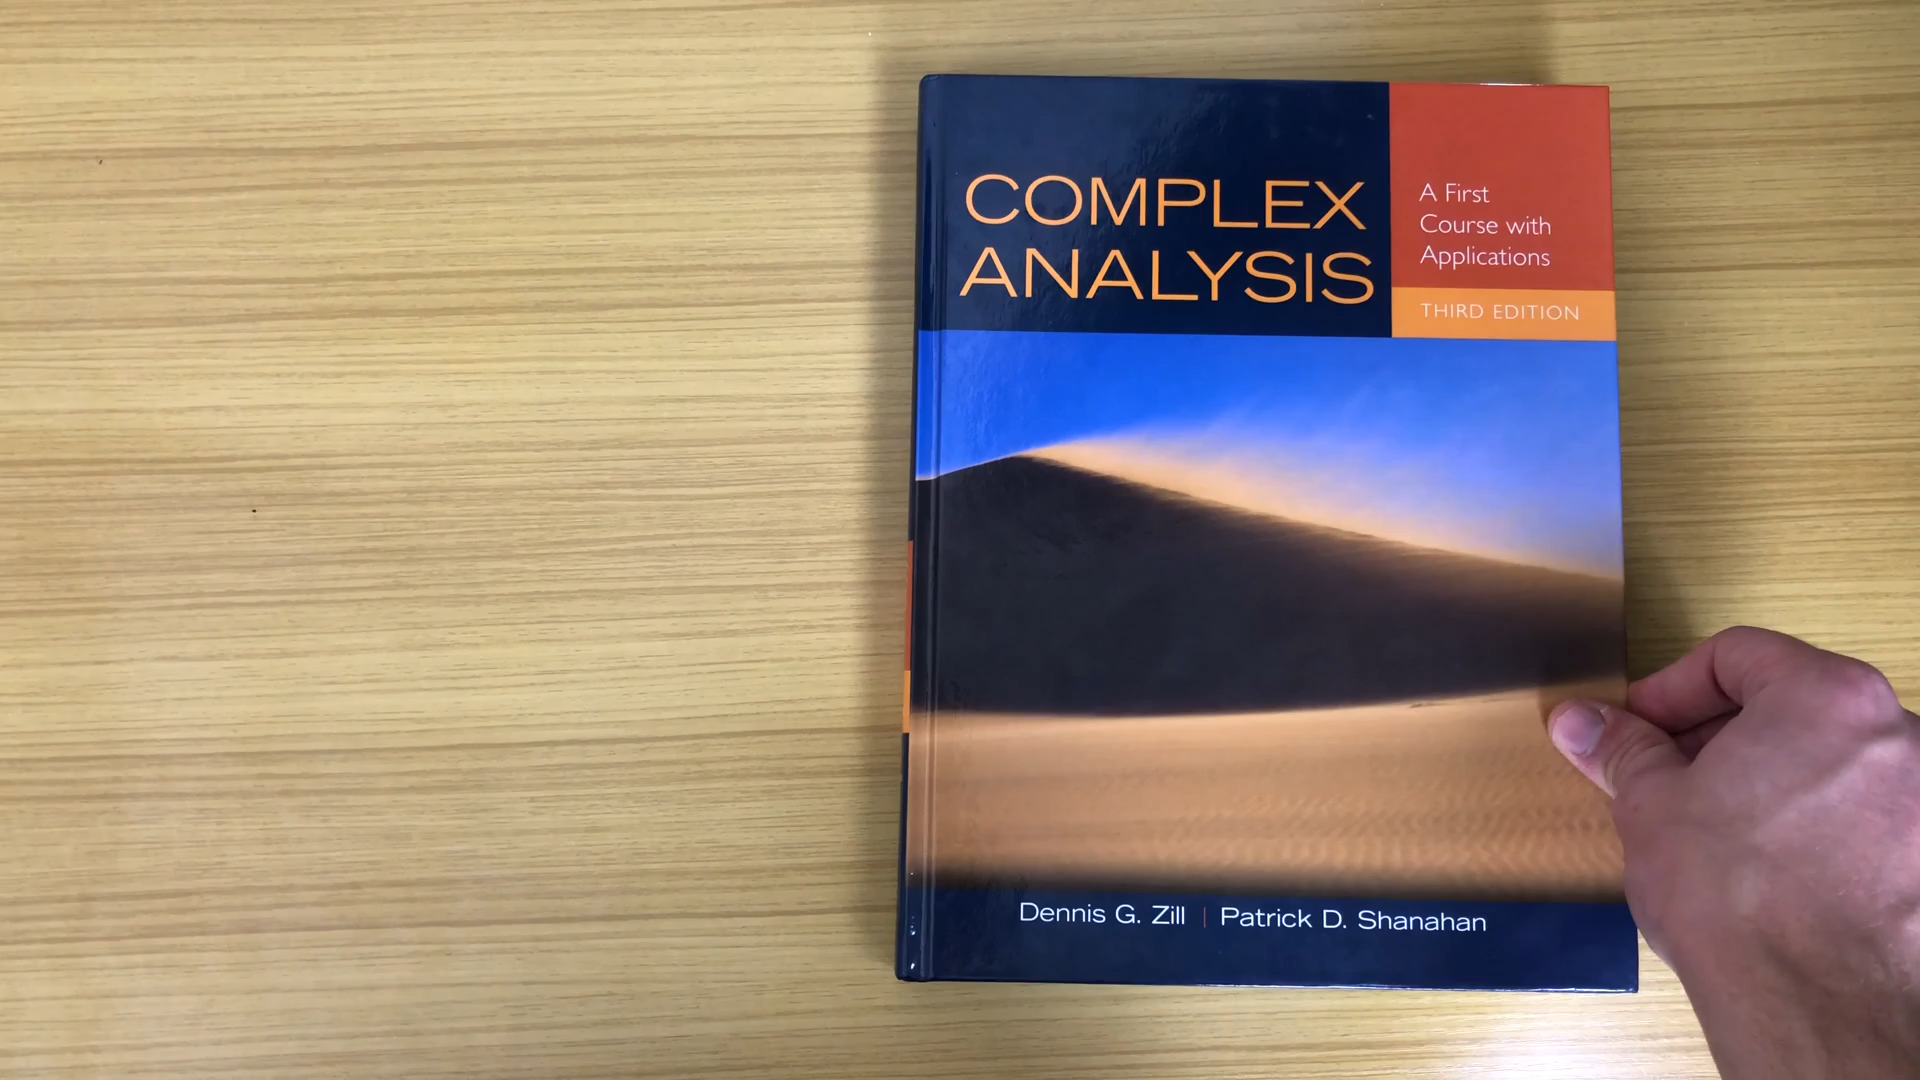 COMPLEX
ANALYSIS
A First
Course with
Applications
THIRD EDITION
Dennis G. Zill | Patrick D. Shanahan